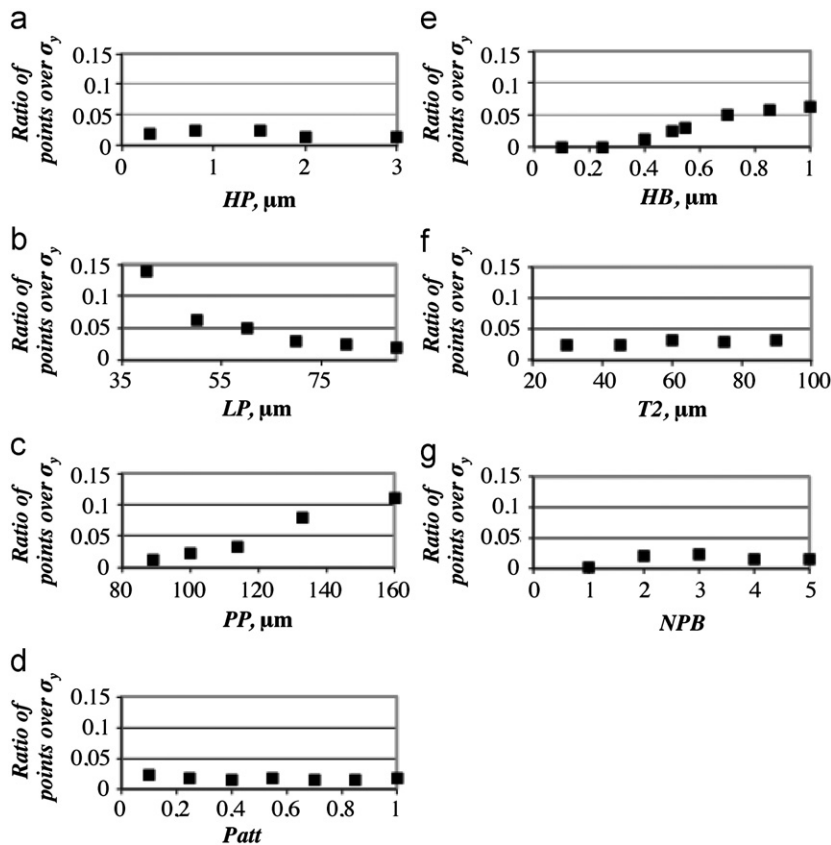 a
Ratio of
points over σy
0.15
0.1
0.05
0
0 1 2 3
HP, μm
b
Ratio of
points over σy
0.15
0.1
0.05
0
35 55 75
LP, μm
c
Ratio of
points over σy
0.15
0.1
0.05
0
80 100 120 140 160
PP, μm
d
Ratio of
points over σy
0.15
0.1
0.05
0
0 0.2 0.4 0.6 0.8 1
Patt
e
Ratio of
points over σy
0.15
0.1
0.05
0
0 0.2 0.4 0.6 0.8 1
HB, μm
f
Ratio of
points over σy
0.15
0.1
0.05
0
20 40 60 80 100
T2, μm
g
Ratio of
points over σy
0.15
0.1
0.05
0
0 1 2 3 4 5
NPB